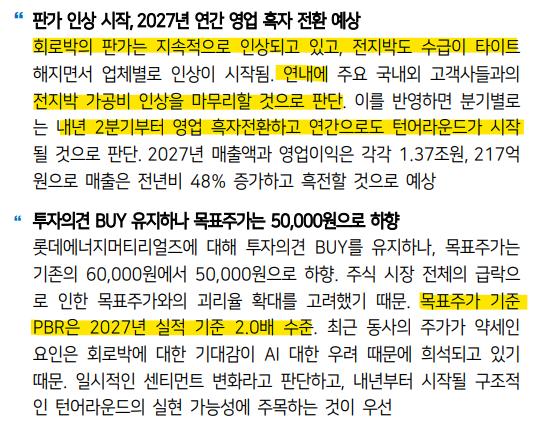 “ 판가 인상 시작, 2027년 연간 영업 흑자 전환 예상
회로박의 판가는 지속적으로 인상되고 있고, 전지박도 수급이 타이트
해지면서 업체별로 인상이 시작됨. 연내에 주요 국내외 고객사들과의
전지박 가공비 인상을 마무리할 것으로 판단. 이를 반영하면 분기별로
는 내년 2분기부터 영업 흑자전환하고 연간으로도 턴어라운드가 시작
될 것으로 판단. 2027년 매출액과 영업이익은 각각 1.37조원, 217억
원으로 매출은 전년비 48% 증가하고 흑전할 것으로 예상
“ 투자의견 BUY 유지하나 목표주가는 50,000원으로 하향
롯데에너지머티리얼즈에 대해 투자의견 BUY를 유지하나, 목표주가는
기존의 60,000원에서 50,000원으로 하향. 주식 시장 전체의 급락으
로 인한 목표주가와의 괴리율 확대를 고려했기 때문. 목표주가 기준
PBR은 2027년 실적 기준 2.0배 수준. 최근 동사의 주가가 약세인
요인은 회로박에 대한 기대감이 AI 대한 우려 때문에 희석되고 있기
때문. 일시적인 센티먼트 변화라고 판단하고, 내년부터 시작될 구조적
인 턴어라운드의 실현 가능성에 주목하는 것이 우선